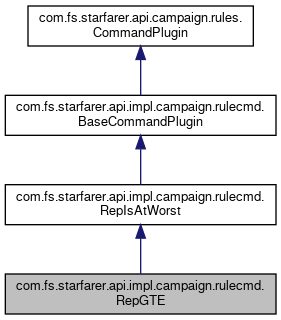 com.fs.starfarer.api.campaign.rules.
CommandPlugin
com.fs.starfarer.api.impl.campaign.rulecmd.
BaseCommandPlugin
com.fs.starfarer.api.impl.campaign.rulecmd.
RepIsAtWorst
com.fs.starfarer.api.impl.campaign.rulecmd.
RepGTE